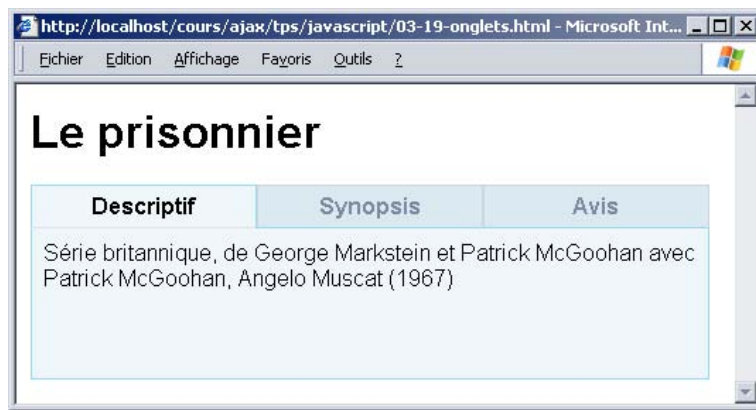 http://localhost/cours/ajax/tps/javascript/03-19-onglets.html - Microsoft Int...
Fichier Edition Affichage Favoris Outils ?
Le prisonnier
Descriptif Synopsis Avis
Série britannique, de George Markstein et Patrick McGoohan avec
Patrick McGoohan, Angelo Muscat (1967)